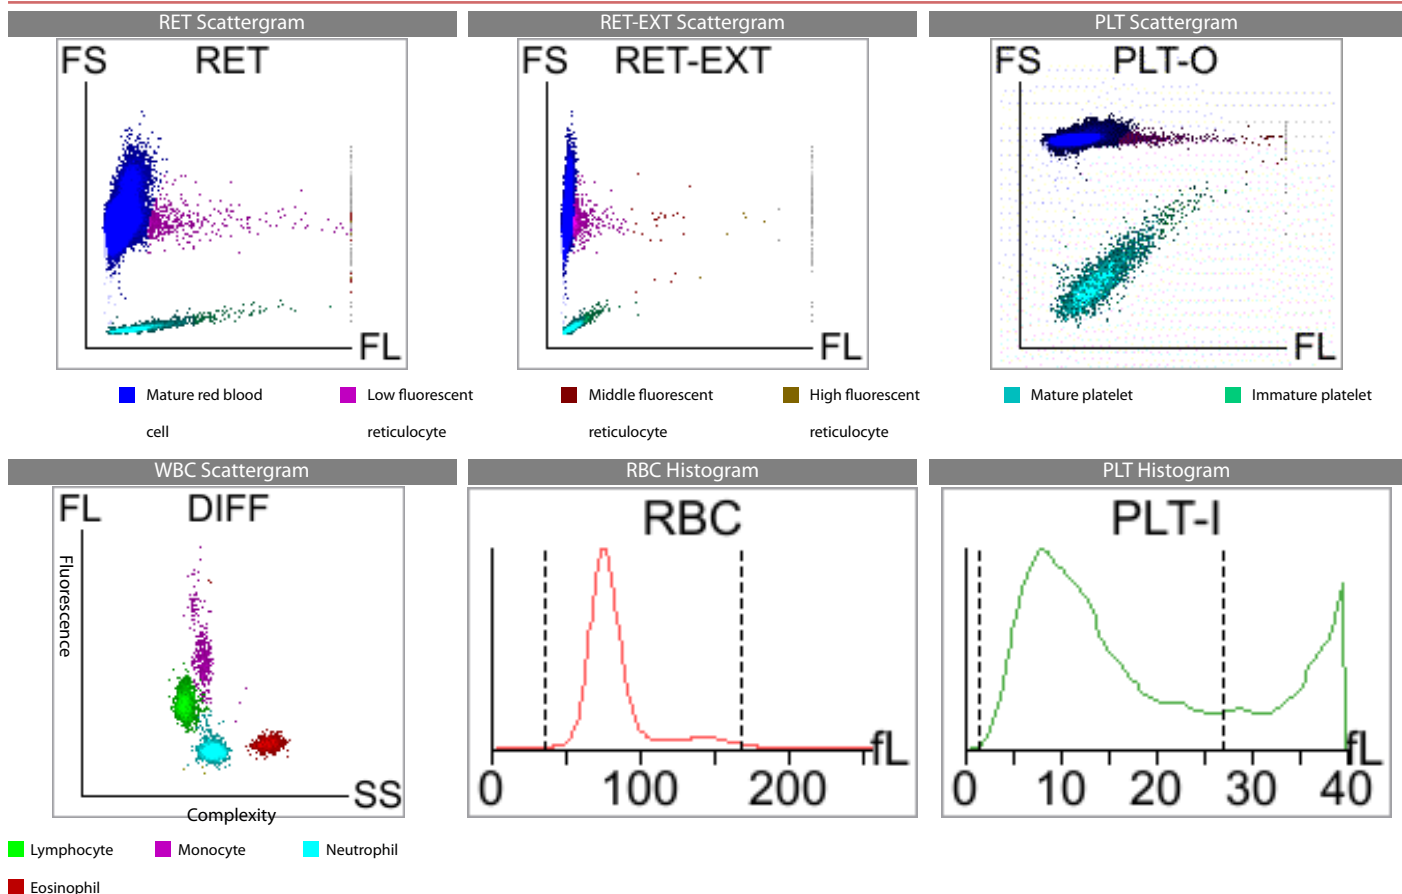 RET Scattergram
RET-EXT Scattergram
PLT Scattergram
FS RET
FL
FS RET-EXT
FL
FS PLT-O
FL
Mature red blood cell
Low fluorescent reticulocyte
Middle fluorescent reticulocyte
High fluorescent reticulocyte
Mature platelet
Immature platelet
WBC Scattergram
RBC Histogram
PLT Histogram
FL DIFF
Fluorescence
SS
Complexity
RBC
fL
0 100 200
PLT-I
fL
0 10 20 30 40
Lymphocyte
Monocyte
Neutrophil
Eosinophil